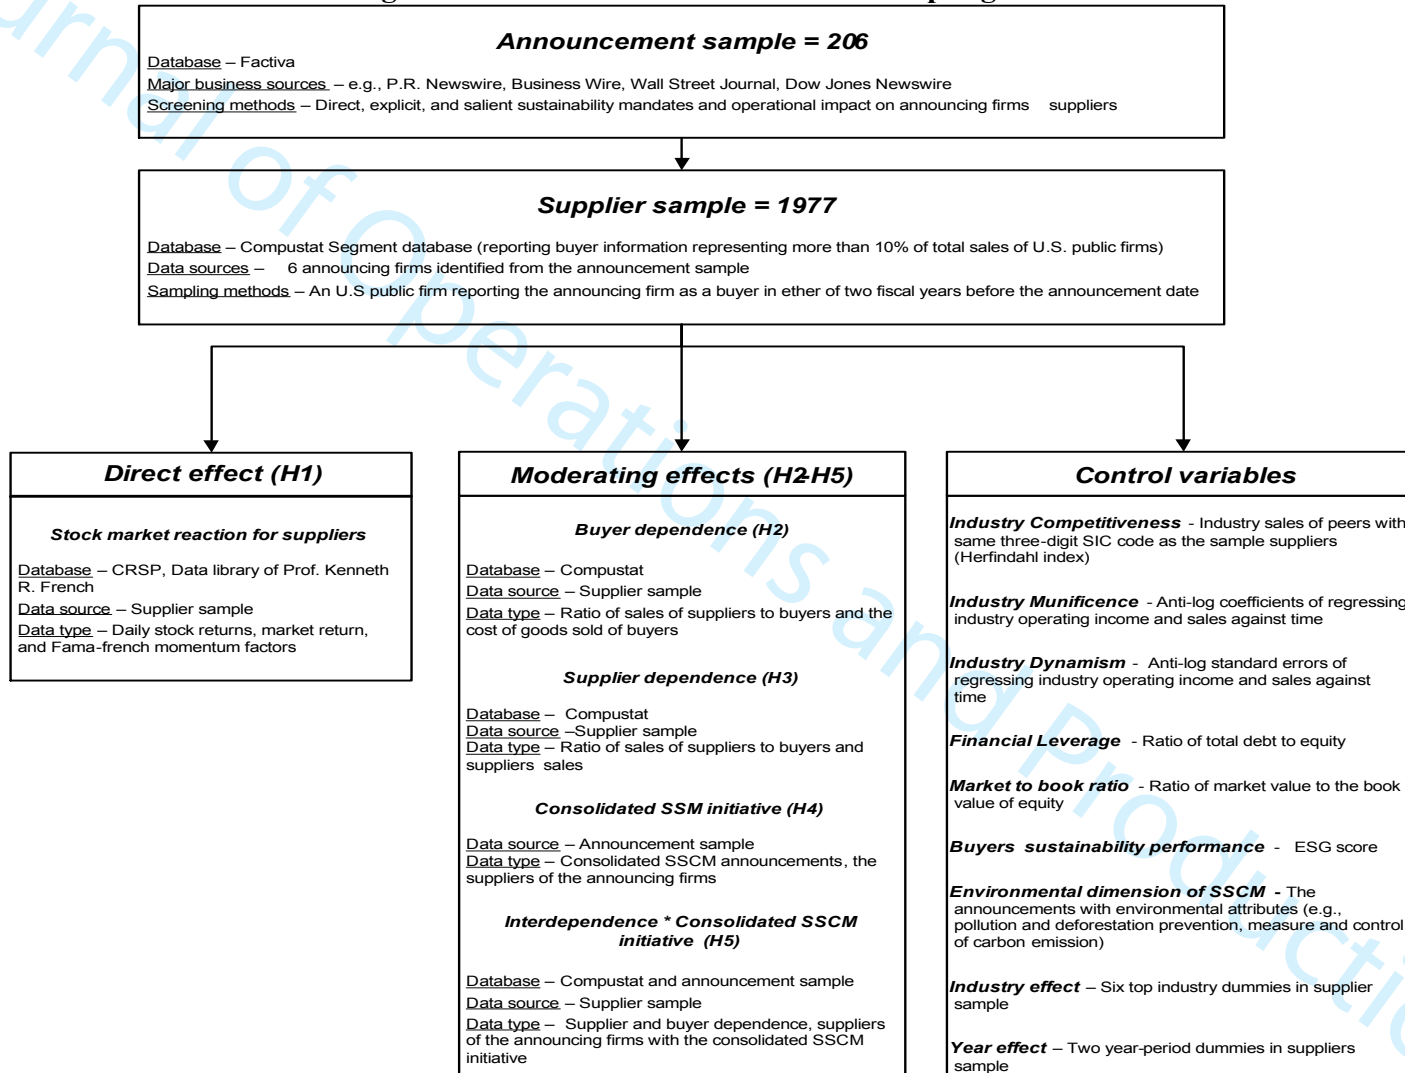 Announcement sample = 206
Database – Factiva
Major business sources – e.g., P.R. Newswire, Business Wire, Wall Street Journal, Dow Jones Newswire
Screening methods – Direct, explicit, and salient sustainability mandates and operational impact on announcing firms suppliers
Supplier sample = 1977
Database – Compustat Segment database (reporting buyer information representing more than 10% of total sales of U.S. public firms)
Data sources – 6 announcing firms identified from the announcement sample
Sampling methods – An U.S public firm reporting the announcing firm as a buyer in ether of two fiscal years before the announcement date
Direct effect (H1)
Stock market reaction for suppliers
Database – CRSP, Data library of Prof. Kenneth
R. French
Data source – Supplier sample
Data type – Daily stock returns, market return,
and Fama-french momentum factors
Moderating effects (H2-H5)
Buyer dependence (H2)
Database – Compustat
Data source – Supplier sample
Data type – Ratio of sales of suppliers to buyers and the
cost of goods sold of buyers
Supplier dependence (H3)
Database – Compustat
Data source –Supplier sample
Data type – Ratio of sales of suppliers to buyers and
suppliers sales
Consolidated SSM initiative (H4)
Data source – Announcement sample
Data type – Consolidated SSCM announcements, the
suppliers of the announcing firms
Interdependence * Consolidated SSCM
initiative (H5)
Database – Compustat and announcement sample
Data source – Supplier sample
Data type – Supplier and buyer dependence, suppliers
of the announcing firms with the consolidated SSCM
initiative
Control variables
Industry Competitiveness - Industry sales of peers with
same three-digit SIC code as the sample suppliers
(Herfindahl index)
Industry Munificence - Anti-log coefficients of regressing
industry operating income and sales against time
Industry Dynamism - Anti-log standard errors of
regressing industry operating income and sales against
time
Financial Leverage - Ratio of total debt to equity
Market to book ratio - Ratio of market value to the book
value of equity
Buyers sustainability performance - ESG score
Environmental dimension of SSCM - The
announcements with environmental attributes (e.g.,
pollution and deforestation prevention, measure and control
of carbon emission)
Industry effect – Six top industry dummies in supplier
sample
Year effect – Two year-period dummies in suppliers
sample
of Operations and